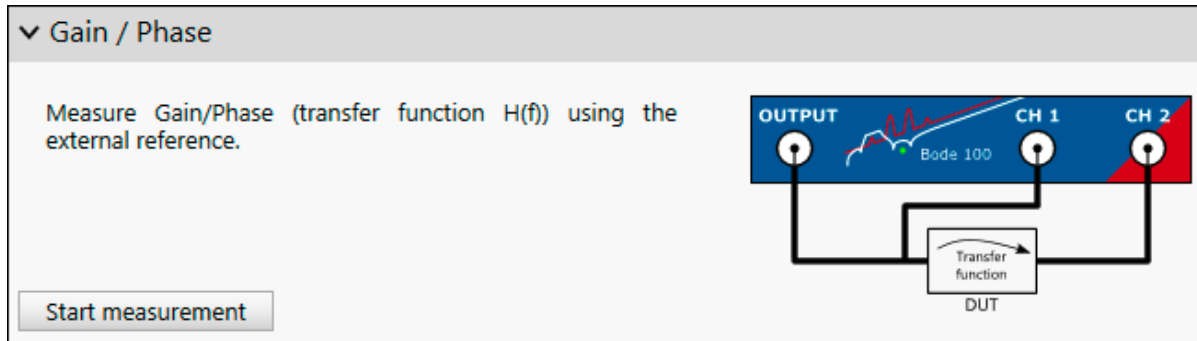 Gain / Phase
Measure Gain/Phase (transfer function H(f)) using the
external reference.
OUTPUT
CH 1
CH 2
Bode 100
Transfer
function
DUT
Start measurement